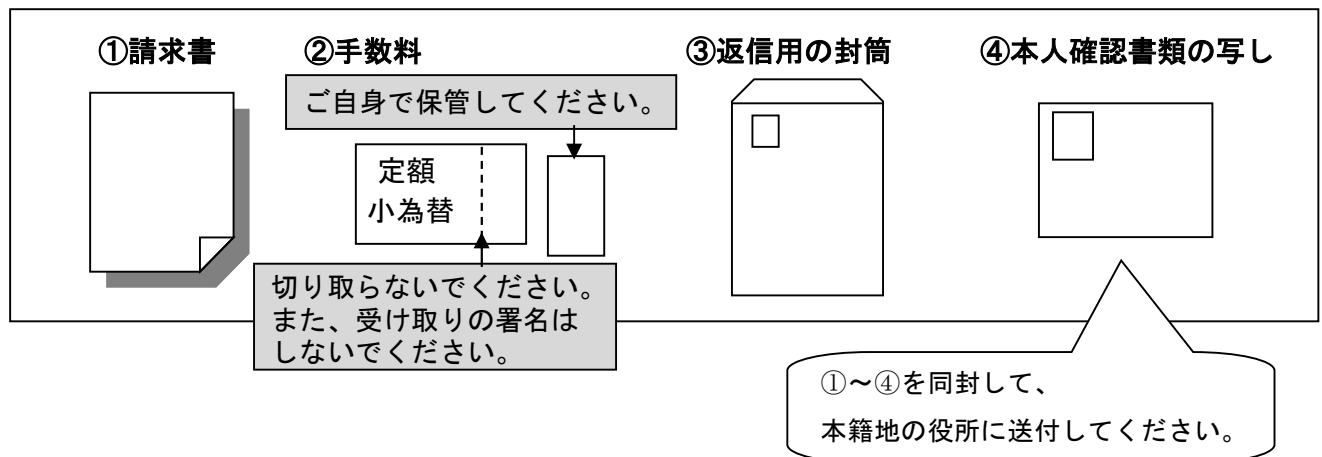 ①請求書
②手数料
③返信用の封筒
④本人確認書類の写し
ご自身で保管してください。
定額
小為替
切り取らないでください。
また、受け取りの署名は
しないでください。
①～④を同封して、
本籍地の役所に送付してください。